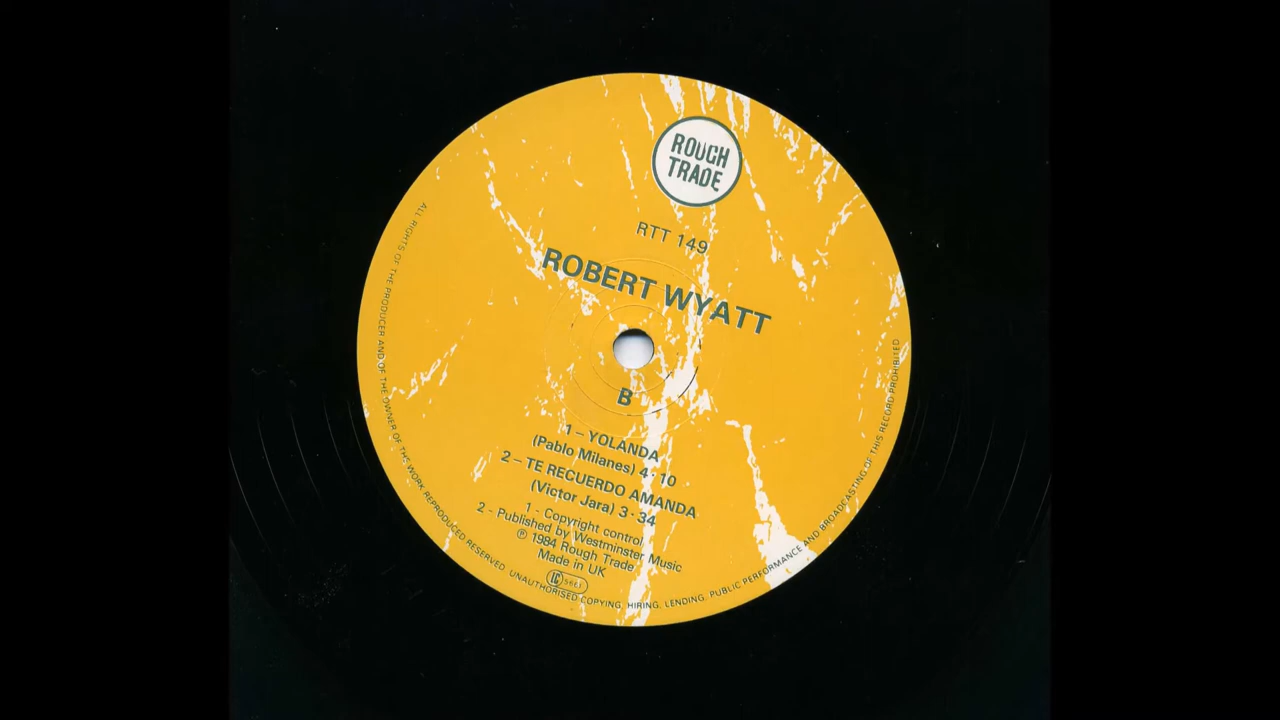 ROUGH
TRADE
RTT 149
ROBERT WYATT
B
1 – YOLANDA
(Pablo Milanes) 4·10
2 – TE RECUERDO AMANDA
(Victor Jara) 3·34
1 - Copyright control
2 - Published by Westminster Music
℗ 1984 Rough Trade
Made in UK
LC 5661
ALL RIGHTS OF THE PRODUCER AND OF THE OWNER OF THE WORK REPRODUCED RESERVED. UNAUTHORISED COPYING, HIRING, LENDING, PUBLIC PERFORMANCE AND BROADCASTING OF THIS RECORD PROHIBITED